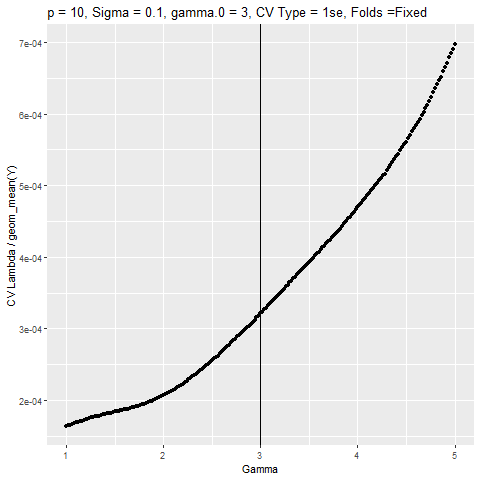 p = 10, Sigma = 0.1, gamma.0 = 3, CV Type = 1se, Folds =Fixed
7e-04
6e-04
5e-04
4e-04
3e-04
2e-04
CV Lambda / geom_mean(Y)
1 2 3 4 5
Gamma